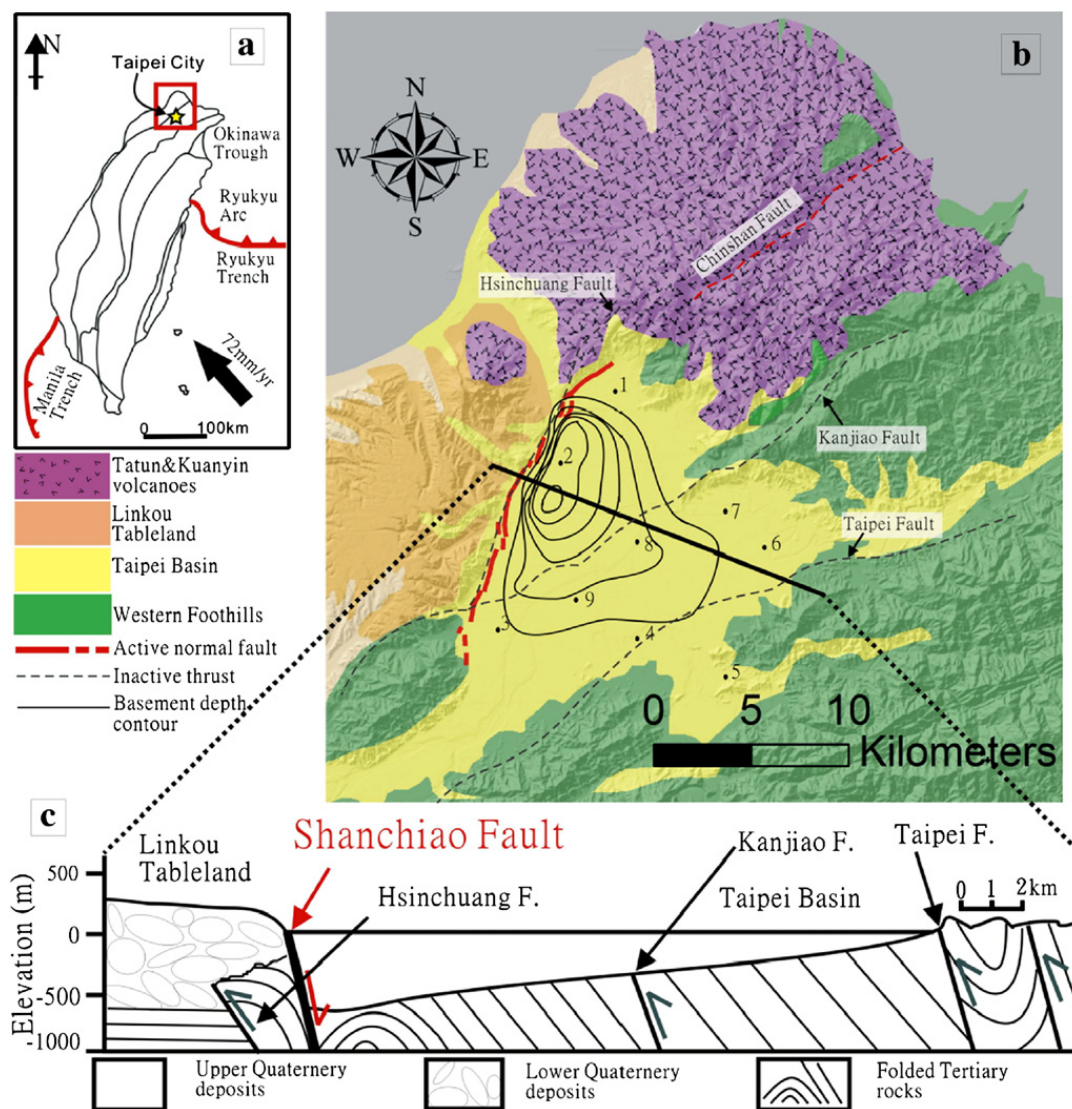 a
N
Taipei City
Okinawa
Trough
Ryukyu
Arc
Ryukyu
Trench
72mm/yr
Manila
Trench
0 100km
b
N
W E
S
Chinshan Fault
Hsinchuang Fault
Kanjiao Fault
Taipei Fault
1
2
7
8
6
9
3
4
5
0 5 10
Kilometers
Tatun&Kuanyin
volcanoes
Linkou
Tableland
Taipei Basin
Western Foothills
Active normal fault
Inactive thrust
Basement depth
contour
c
Linkou
Tableland
Shanchiao Fault
Hsinchuang F.
Kanjiao F.
Taipei Basin
Taipei F.
0 1 2km
Elevation (m)
500
0
-500
-1000
Upper Quaternery
deposits
Lower Quaternery
deposits
Folded Tertiary
rocks